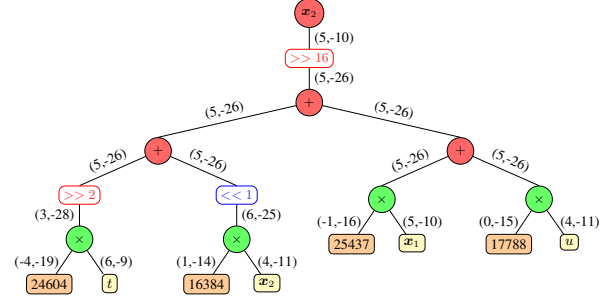 x₂
(5,-10)
>> 16
(5,-26)
+
(5,-26) (5,-26)
+ +
(5,-26) (5,-26) (5,-26) (5,-26)
>> 2 << 1
(3,-28) (6,-25) × ×
× × (-1,-16) (5,-10) (0,-15) (4,-11)
25437 x₁ 17788 u
(-4,-19) (6,-9) (1,-14) (4,-11)
24604 t 16384 x₂